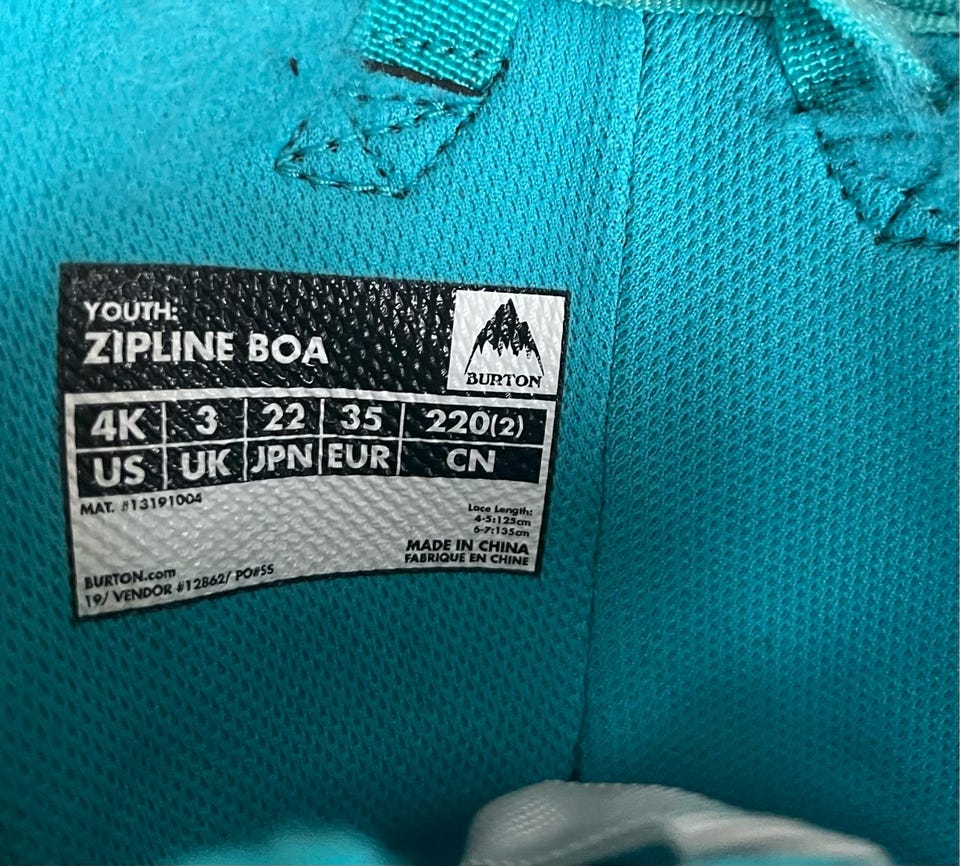 YOUTH:
ZIPLINE BOA
BURTON
4K 3 22 35 220(2)
US UK JPN EUR CN
MAT. #13191004
Lace Length:
4-5:125cm
6-7:135cm
MADE IN CHINA
FABRIQUE EN CHINE
BURTON.com
19/ VENDOR #12862/ PO#SS